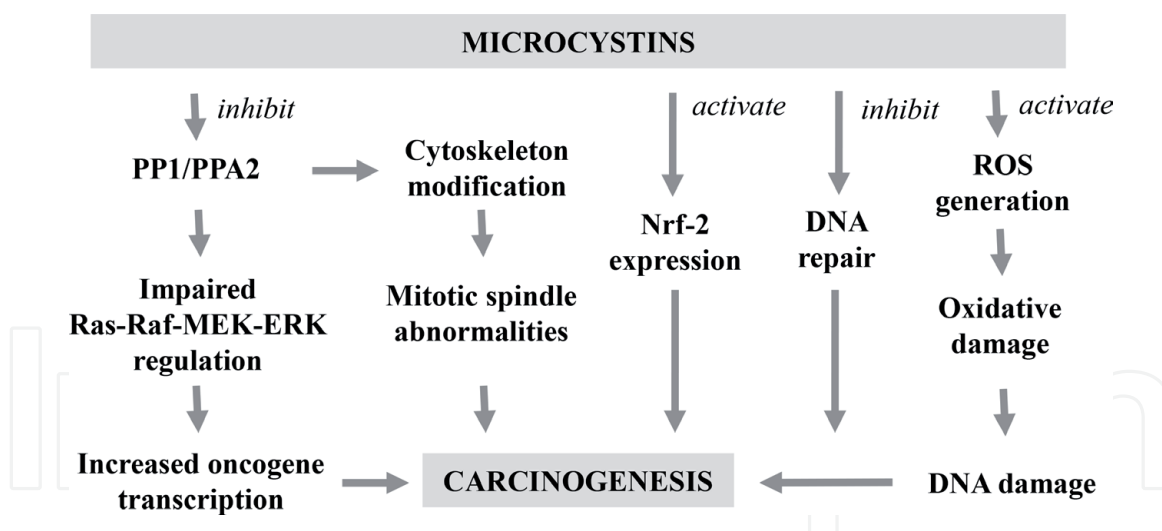 MICROCYSTINS
inhibit
activate
inhibit
activate
PP1/PPA2
Cytoskeleton
modification
Nrf-2
expression
DNA
repair
ROS
generation
Impaired
Ras-Raf-MEK-ERK
regulation
Mitotic spindle
abnormalities
Oxidative
damage
Increased oncogene
transcription
CARCINOGENESIS
DNA damage